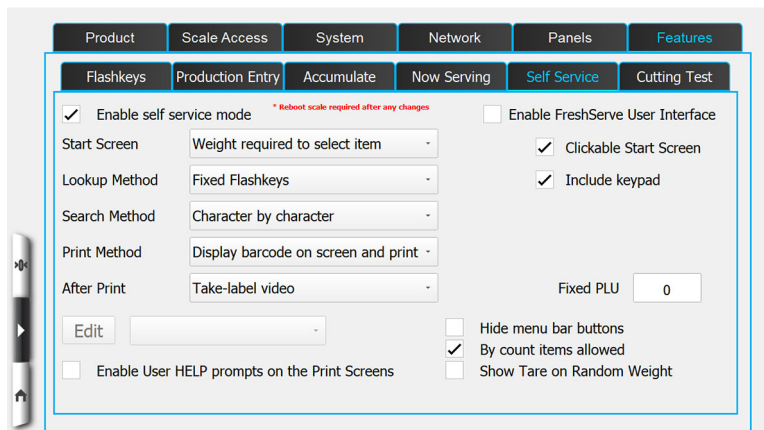 Product Scale Access System Network Panels Features
Flashkeys Production Entry Accumulate Now Serving Self Service Cutting Test
Enable self service mode * Reboot scale required after any changes Enable FreshServe User Interface
Start Screen Weight required to select item Clickable Start Screen
Lookup Method Fixed Flashkeys Include keypad
Search Method Character by character
Print Method Display barcode on screen and print
After Print Take-label video Fixed PLU 0
Edit Hide menu bar buttons
By count items allowed
Enable User HELP prompts on the Print Screens Show Tare on Random Weight
>0<